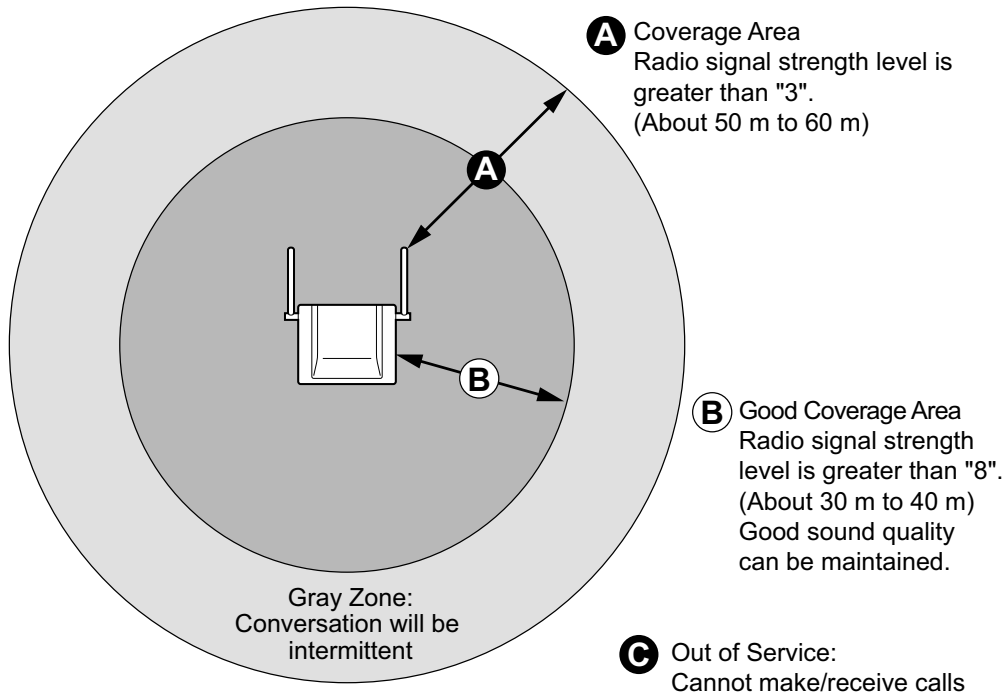 A Coverage Area
Radio signal strength level is
greater than "3".
(About 50 m to 60 m)
A
B
B Good Coverage Area
Radio signal strength
level is greater than "8".
(About 30 m to 40 m)
Good sound quality
can be maintained.
Gray Zone:
Conversation will be
intermittent
C Out of Service:
Cannot make/receive calls